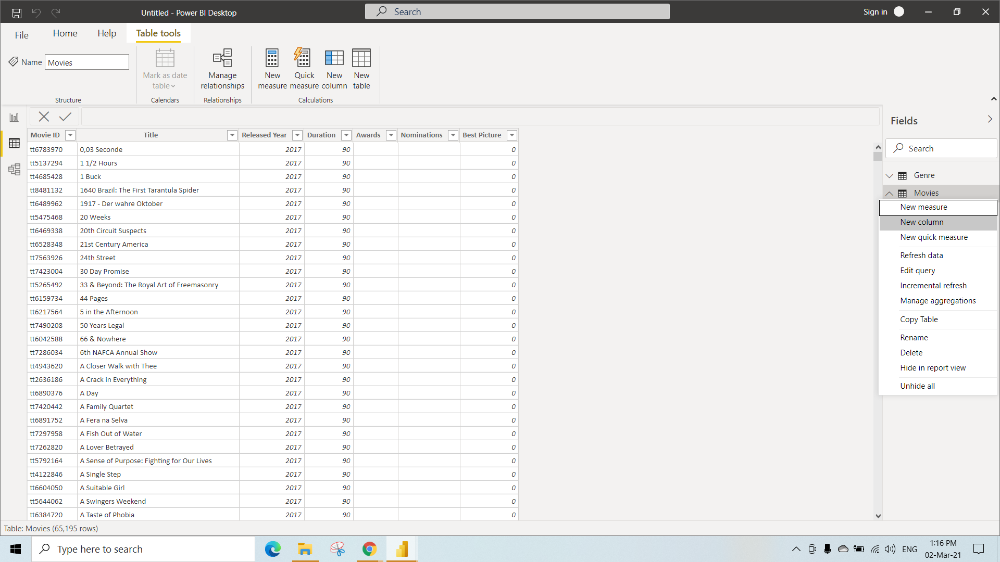 Untitled - Power BI Desktop
Search
Sign in
File
Home
Help
Table tools
Name
Movies
Structure
Mark as date
table
Calendars
Manage
relationships
Relationships
New
measure
Quick
measure
New
column
New
table
Calculations
Movie ID Title Released Year Duration Awards Nominations Best Picture
tt6783970 0,03 Seconde 2017 90 0
tt5137294 1 1/2 Hours 2017 90 0
tt4685428 1 Buck 2017 90 0
tt8481132 1640 Brazil: The First Tarantula Spider 2017 90 0
tt6489962 1917 - Der wahre Oktober 2017 90 0
tt5475468 20 Weeks 2017 90 0
tt6469338 20th Circuit Suspects 2017 90 0
tt6528348 21st Century America 2017 90 0
tt7563926 24th Street 2017 90 0
tt7423004 30 Day Promise 2017 90 0
tt5265492 33 & Beyond: The Royal Art of Freemasonry 2017 90 0
tt6159734 44 Pages 2017 90 0
tt6217564 5 in the Afternoon 2017 90 0
tt7490208 50 Years Legal 2017 90 0
tt6042588 66 & Nowhere 2017 90 0
tt7286034 6th NAFCA Annual Show 2017 90 0
tt4943620 A Closer Walk with Thee 2017 90 0
tt2636186 A Crack in Everything 2017 90 0
tt6890376 A Day 2017 90 0
tt7420442 A Family Quartet 2017 90 0
tt6891752 A Fera na Selva 2017 90 0
tt7297958 A Fish Out of Water 2017 90 0
tt7262820 A Lover Betrayed 2017 90 0
tt5792164 A Sense of Purpose: Fighting for Our Lives 2017 90 0
tt4122846 A Single Step 2017 90 0
tt6604050 A Suitable Girl 2017 90 0
tt5644062 A Swingers Weekend 2017 90 0
tt6384720 A Taste of Phobia 2017 90 0
Fields
Search
Genre
Movies
New measure
New column
New quick measure
Refresh data
Edit query
Incremental refresh
Manage aggregations
Copy Table
Rename
Delete
Hide in report view
Unhide all
Table: Movies (65,195 rows)
Type here to search
ENG
1:16 PM
02-Mar-21